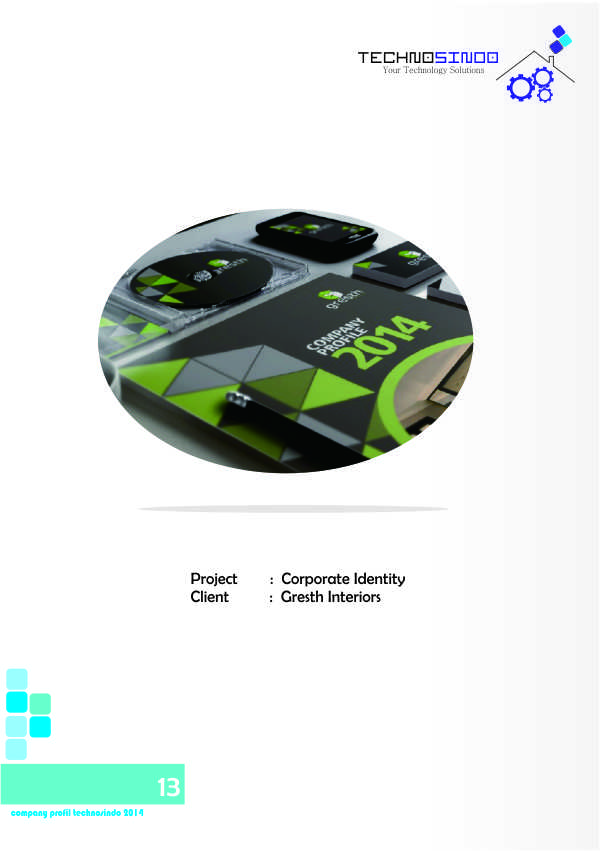 TECHNOSINDO
Your Technology Solutions
gresth
gresth
gresth
COMPANY
PROFILE
2014
Project : Corporate Identity
Client : Gresth Interiors
13
company profil technosindo 2014